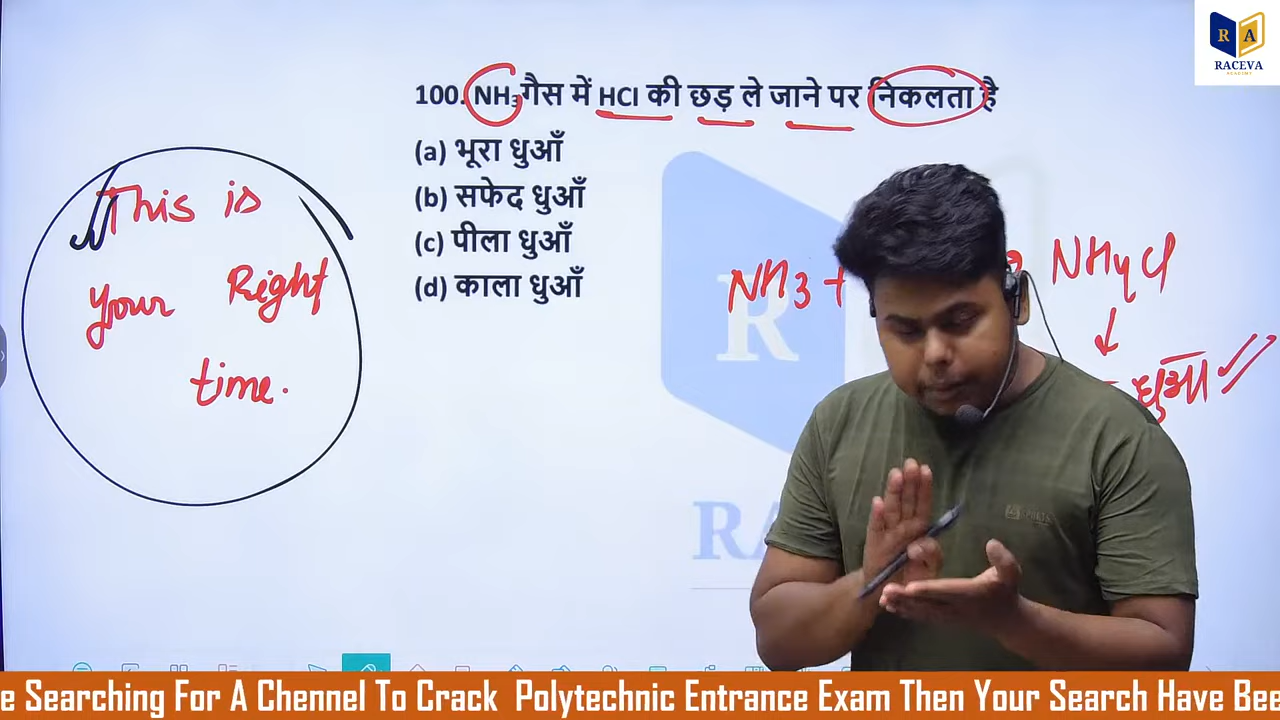 R A
RACEVA
ACADEMY
100. NH₃ गैस में HCl की छड़ ले जाने पर निकलता है
(a) भूरा धुआँ
(b) सफेद धुआँ
(c) पीला धुआँ
(d) काला धुआँ
This is
your Right
time.
NH3 +
NH4Cl
धुआँ
R
RA
e Searching For A Chennel To Crack Polytechnic Entrance Exam Then Your Search Have Bee